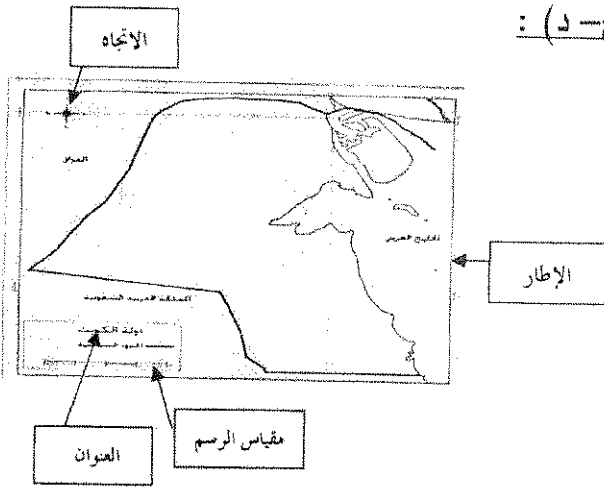 الاتجاه
العراق
الخليج العربي
الإطار
المملكة العربية السعودية
دولة الكويت
مقياس الرسم
العنوان